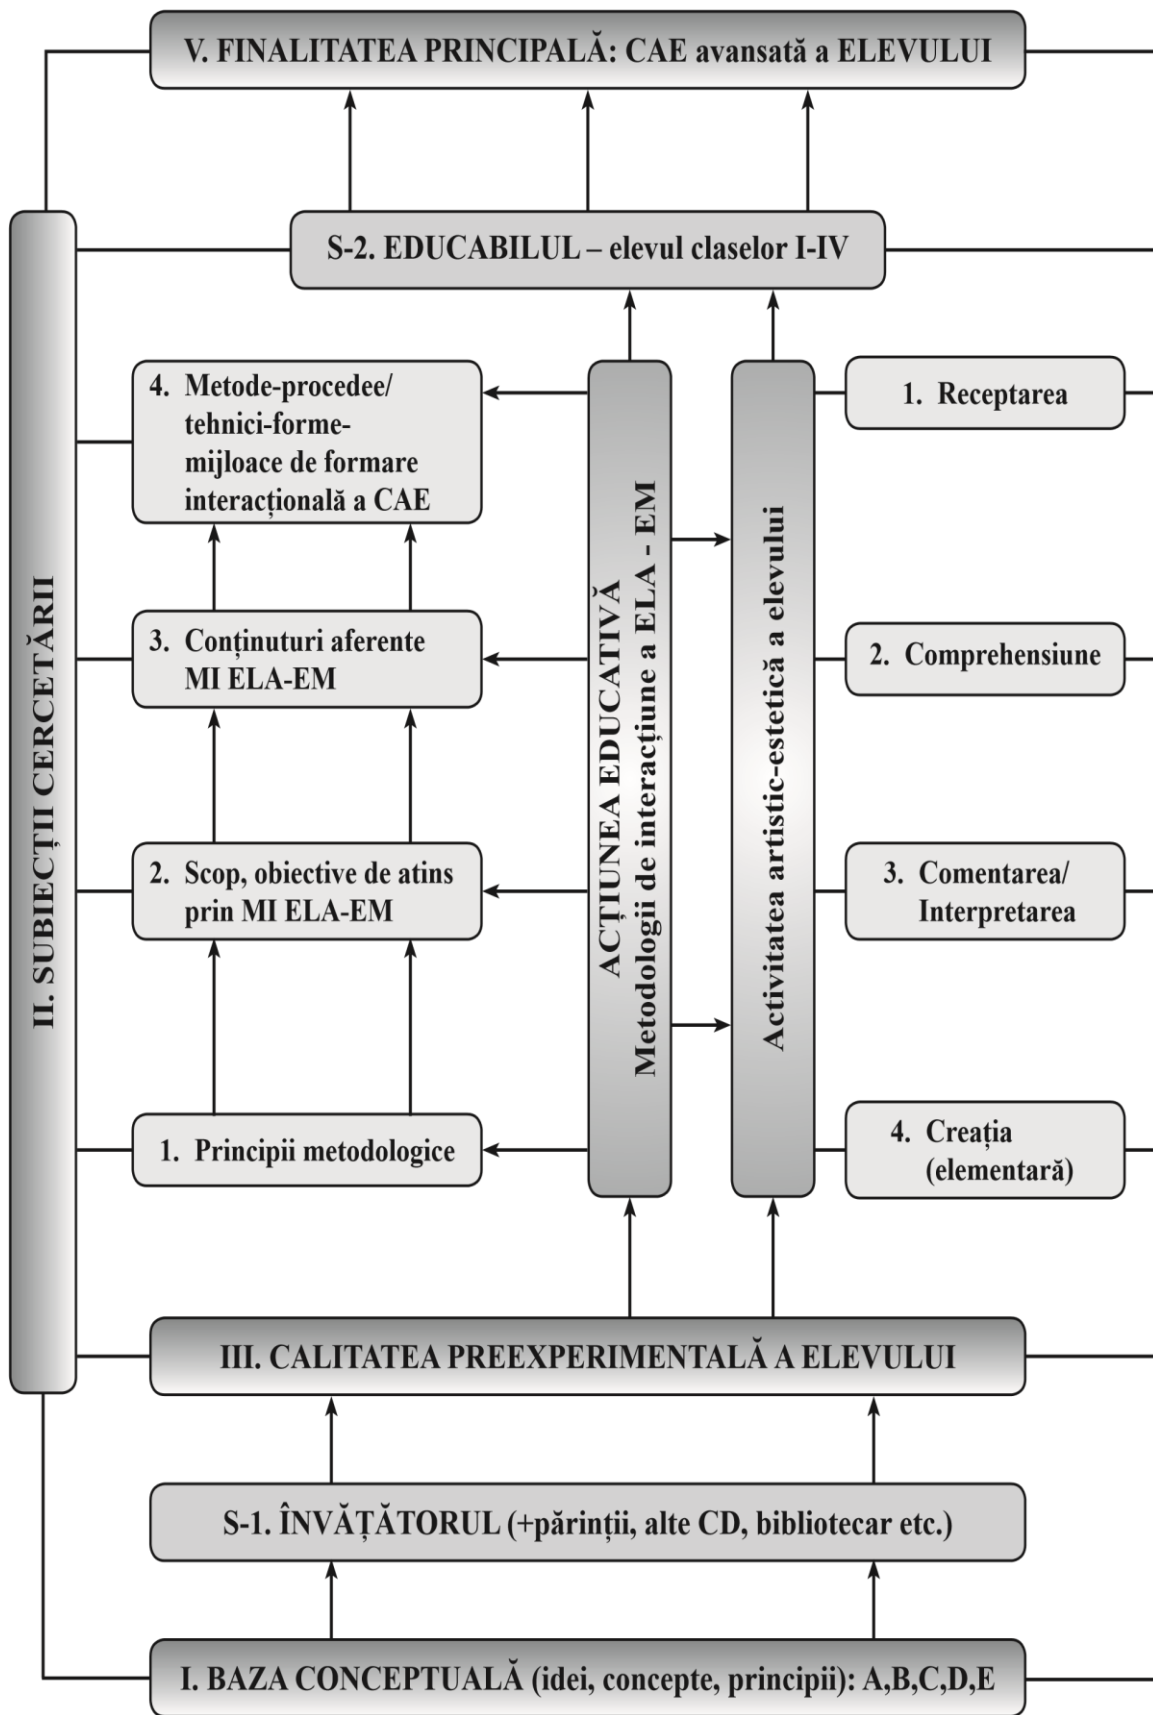 V. FINALITATEA PRINCIPALĂ: CAE avansată a ELEVULUI
S-2. EDUCABILUL – elevul claselor I-IV
II. SUBIECȚII CERCETĂRII
4. Metode-procedee/
tehnici-forme-
mijloace de formare
interacțională a CAE
3. Conținuturi aferente
MI ELA-EM
2. Scop, obiective de atins
prin MI ELA-EM
1. Principii metodologice
ACȚIUNEA EDUCATIVĂ
Metodologii de interacțiune a ELA - EM
Activitatea artistic-estetică a elevului
1. Receptarea
2. Comprehensiune
3. Comentarea/
Interpretarea
4. Creația
(elementară)
III. CALITATEA PREEXPERIMENTALĂ A ELEVULUI
S-1. ÎNVĂȚĂTORUL (+părinții, alte CD, bibliotecar etc.)
I. BAZA CONCEPTUALĂ (idei, concepte, principii): A,B,C,D,E